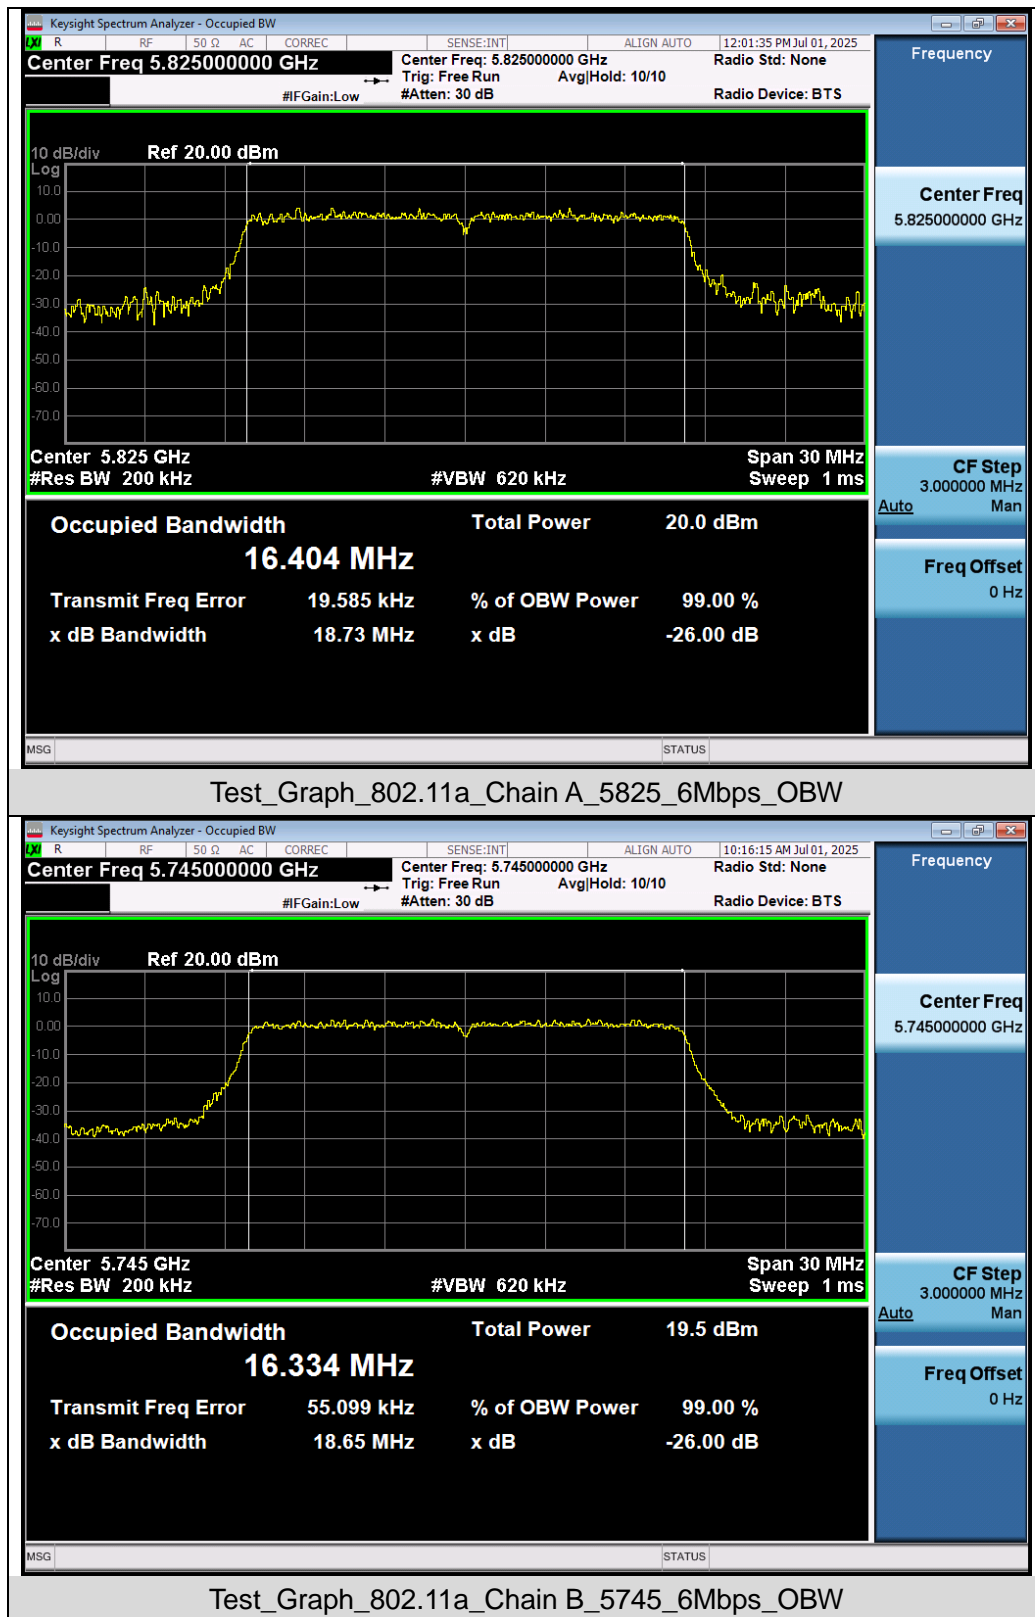 Keysight Spectrum Analyzer - Occupied BW
LXI R RF 50 Ω AC CORREC SENSE:INT ALIGN AUTO 12:01:35 PM Jul 01, 2025
Center Freq 5.825000000 GHz
Center Freq: 5.825000000 GHz
Radio Std: None
Trig: Free Run Avg|Hold: 10/10
#IFGain:Low
#Atten: 30 dB
Radio Device: BTS
Frequency
10 dB/div Ref 20.00 dBm
Log
10.0
0.00
-10.0
-20.0
-30.0
-40.0
-50.0
-60.0
-70.0
Center Freq
5.825000000 GHz
Center 5.825 GHz Span 30 MHz
#Res BW 200 kHz #VBW 620 kHz Sweep 1 ms
CF Step
3.000000 MHz
Auto Man
Freq Offset
0 Hz
Occupied Bandwidth Total Power 20.0 dBm
16.404 MHz
Transmit Freq Error 19.585 kHz % of OBW Power 99.00 %
x dB Bandwidth 18.73 MHz x dB -26.00 dB
MSG STATUS
Test_Graph_802.11a_Chain A_5825_6Mbps_OBW
Keysight Spectrum Analyzer - Occupied BW
LXI R RF 50 Ω AC CORREC SENSE:INT ALIGN AUTO 10:16:15 AM Jul 01, 2025
Center Freq 5.745000000 GHz
Center Freq: 5.745000000 GHz
Radio Std: None
Trig: Free Run Avg|Hold: 10/10
#IFGain:Low
#Atten: 30 dB
Radio Device: BTS
Frequency
10 dB/div Ref 20.00 dBm
Log
10.0
0.00
-10.0
-20.0
-30.0
-40.0
-50.0
-60.0
-70.0
Center Freq
5.745000000 GHz
Center 5.745 GHz Span 30 MHz
#Res BW 200 kHz #VBW 620 kHz Sweep 1 ms
CF Step
3.000000 MHz
Auto Man
Freq Offset
0 Hz
Occupied Bandwidth Total Power 19.5 dBm
16.334 MHz
Transmit Freq Error 55.099 kHz % of OBW Power 99.00 %
x dB Bandwidth 18.65 MHz x dB -26.00 dB
MSG STATUS
Test_Graph_802.11a_Chain B_5745_6Mbps_OBW